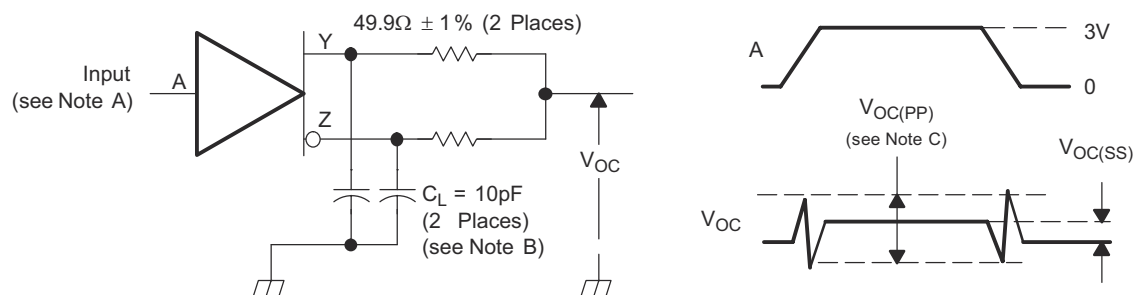 49.9Ω ± 1% (2 Places)
Y
Input
(see Note A)
A
Z
V_OC
C_L = 10pF
(2 Places)
(see Note B)
A
3V
0
V_OC(PP)
(see Note C)
V_OC(SS)
V_OC